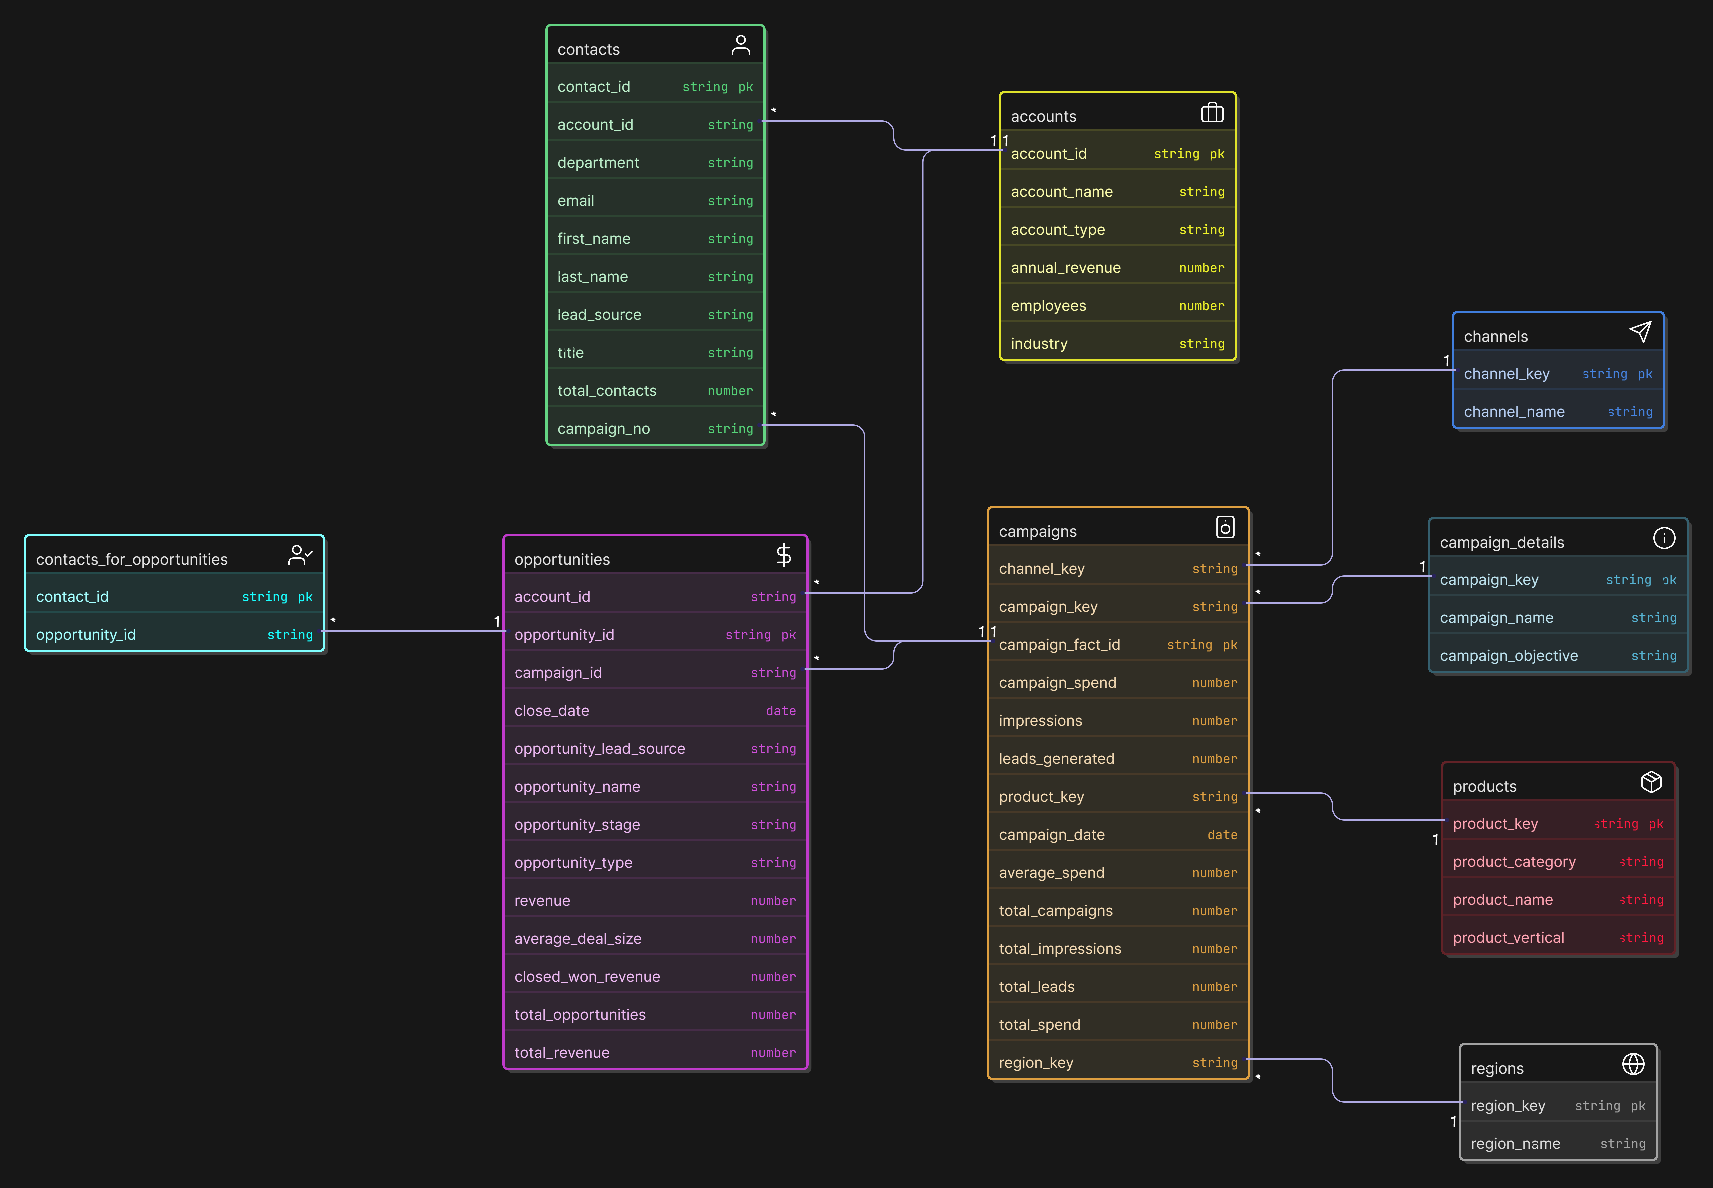 contacts
contact_id string pk
account_id string
department string
email string
first_name string
last_name string
lead_source string
title string
total_contacts number
campaign_no string
*
*
accounts
1 1
account_id string pk
account_name string
account_type string
annual_revenue number
employees number
industry string
channels
1
channel_key string pk
channel_name string
contacts_for_opportunities
contact_id string pk
opportunity_id string
*
1
opportunities
account_id string
opportunity_id string pk
campaign_id string
close_date date
opportunity_lead_source string
opportunity_name string
opportunity_stage string
opportunity_type string
revenue number
average_deal_size number
closed_won_revenue number
total_opportunities number
total_revenue number
*
*
1 1
campaigns
channel_key string
campaign_key string
campaign_fact_id string pk
campaign_spend number
impressions number
leads_generated number
product_key string
campaign_date date
average_spend number
total_campaigns number
total_impressions number
total_leads number
total_spend number
region_key string
*
*
*
*
campaign_details
1
campaign_key string pk
campaign_name string
campaign_objective string
products
product_key string pk
1
product_category string
product_name string
product_vertical string
regions
region_key string pk
1
region_name string